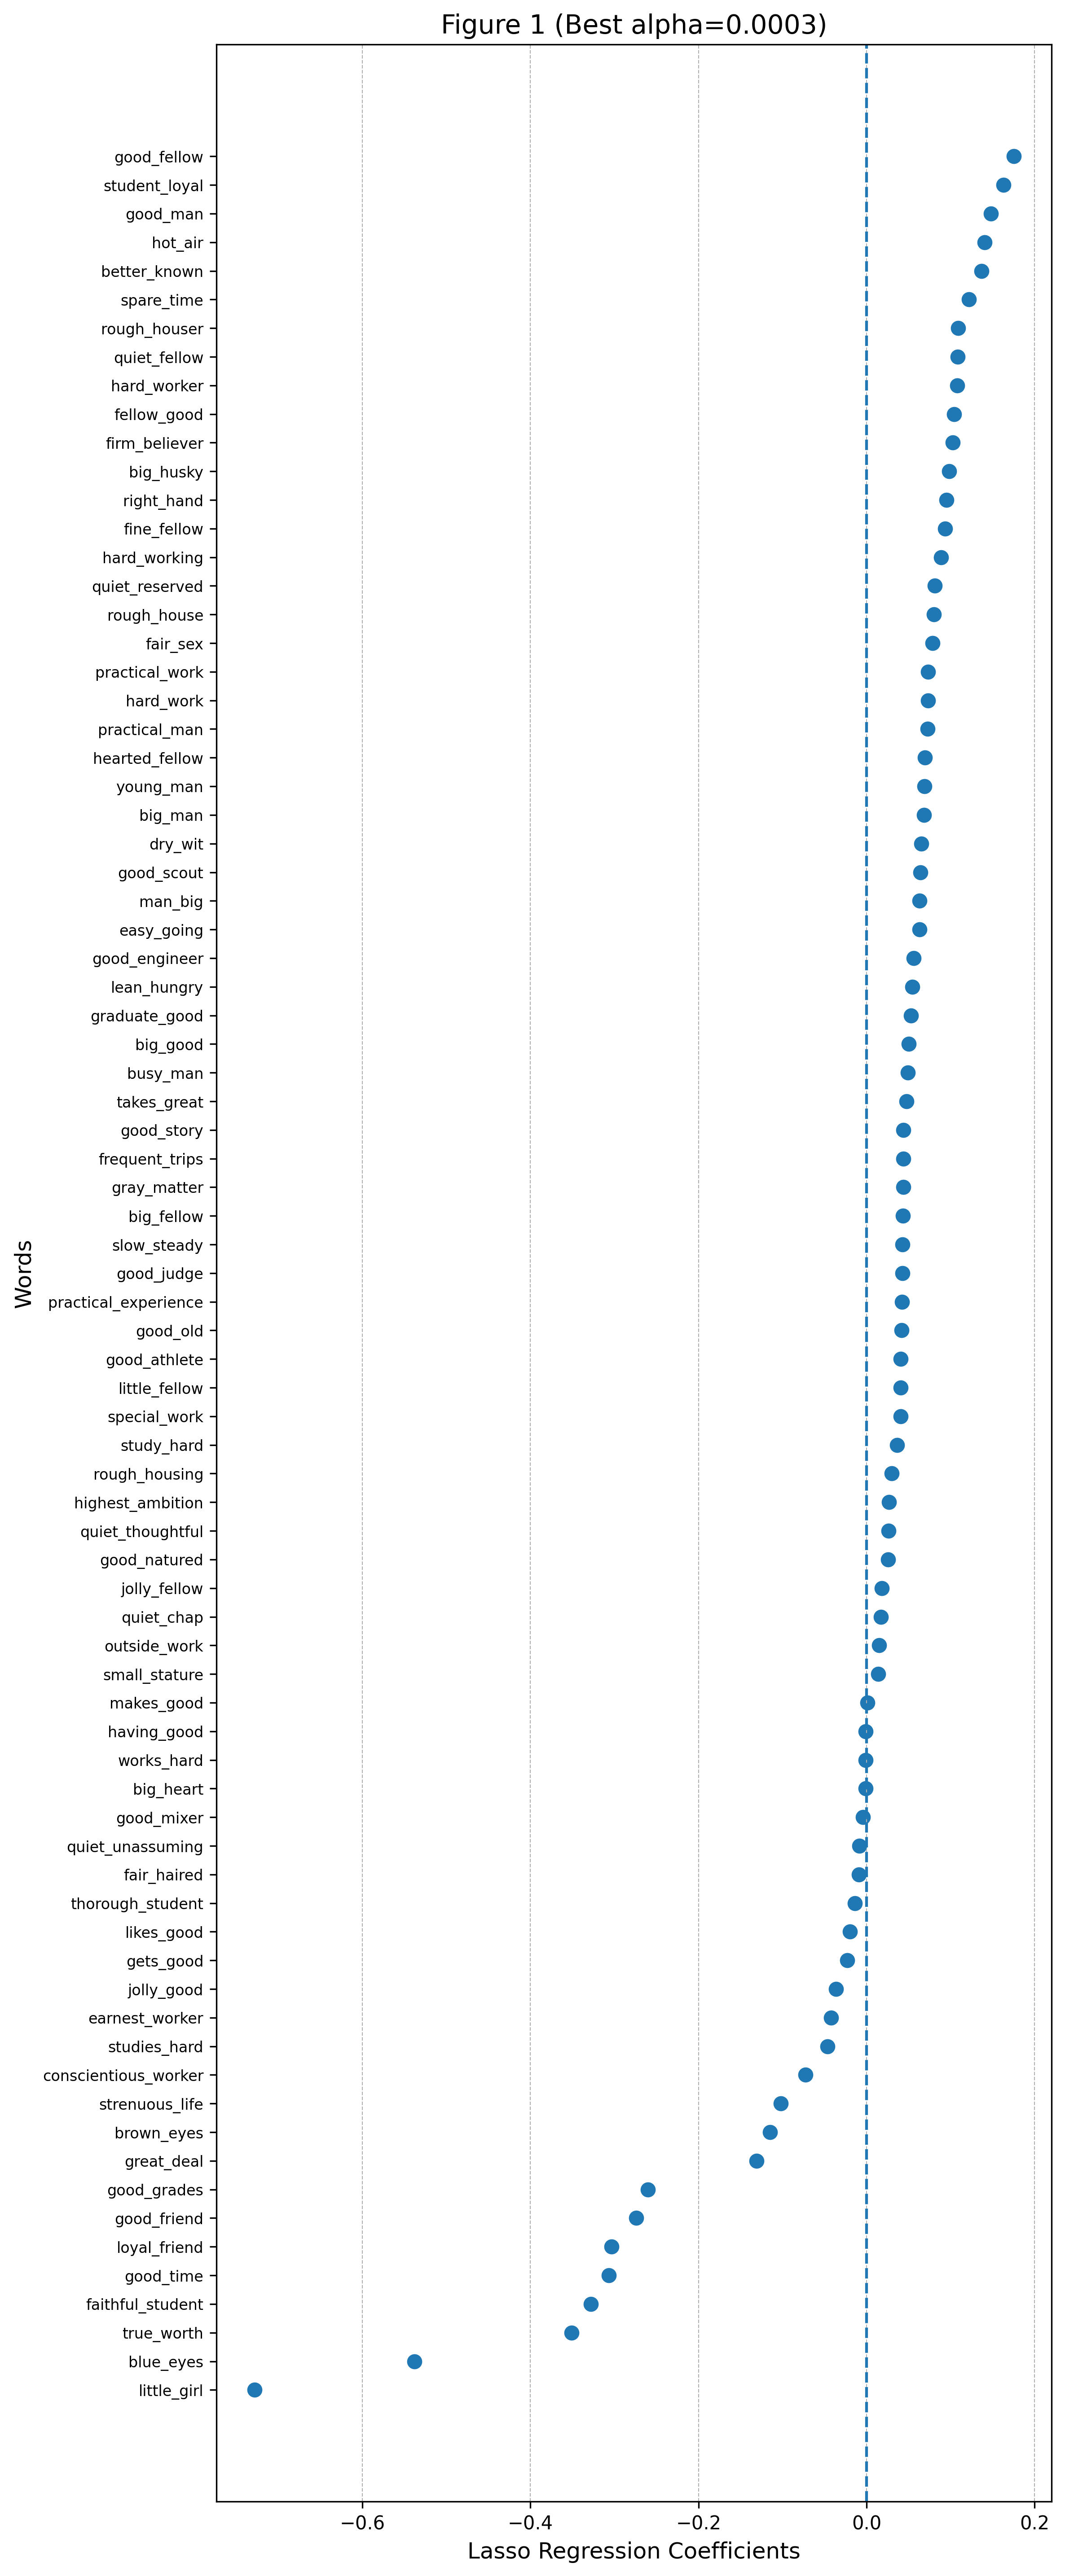 Figure 1 (Best alpha=0.0003)
good_fellow
student_loyal
good_man
hot_air
better_known
spare_time
rough_houser
quiet_fellow
hard_worker
fellow_good
firm_believer
big_husky
right_hand
fine_fellow
hard_working
quiet_reserved
rough_house
fair_sex
practical_work
hard_work
practical_man
hearted_fellow
young_man
big_man
dry_wit
good_scout
man_big
easy_going
good_engineer
lean_hungry
graduate_good
big_good
busy_man
takes_great
good_story
frequent_trips
gray_matter
big_fellow
slow_steady
good_judge
practical_experience
good_old
good_athlete
little_fellow
special_work
study_hard
rough_housing
highest_ambition
quiet_thoughtful
good_natured
jolly_fellow
quiet_chap
outside_work
small_stature
makes_good
having_good
works_hard
big_heart
good_mixer
quiet_unassuming
fair_haired
thorough_student
likes_good
gets_good
jolly_good
earnest_worker
studies_hard
conscientious_worker
strenuous_life
brown_eyes
great_deal
good_grades
good_friend
loyal_friend
good_time
faithful_student
true_worth
blue_eyes
little_girl
Words
−0.6 −0.4 −0.2 0.0 0.2
Lasso Regression Coefficients